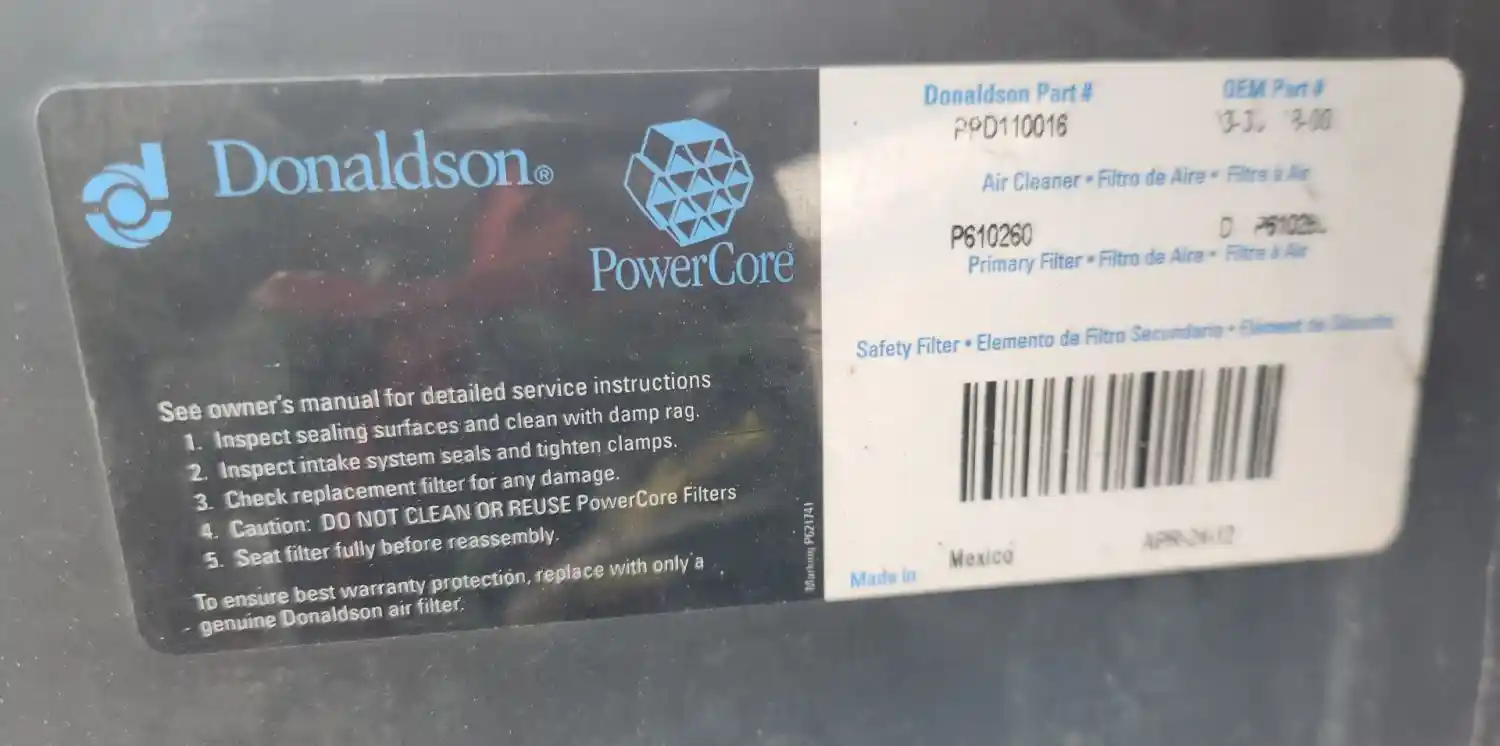 Donaldson®
PowerCore®
See owner's manual for detailed service instructions
1. Inspect sealing surfaces and clean with damp rag.
2. Inspect intake system seals and tighten clamps.
3. Check replacement filter for any damage.
4. Caution: DO NOT CLEAN OR REUSE PowerCore Filters
5. Seat filter fully before reassembly.
To ensure best warranty protection, replace with only a
genuine Donaldson air filter.
Marking P621741
Donaldson Part # OEM Part #
PPD110016
Air Cleaner • Filtro de Aire • Filtre à Air
P610260 D
Primary Filter • Filtro de Aire • Filtre à Air
Safety Filter • Elemento de Filtro Secundario • Élément de
Made in Mexico